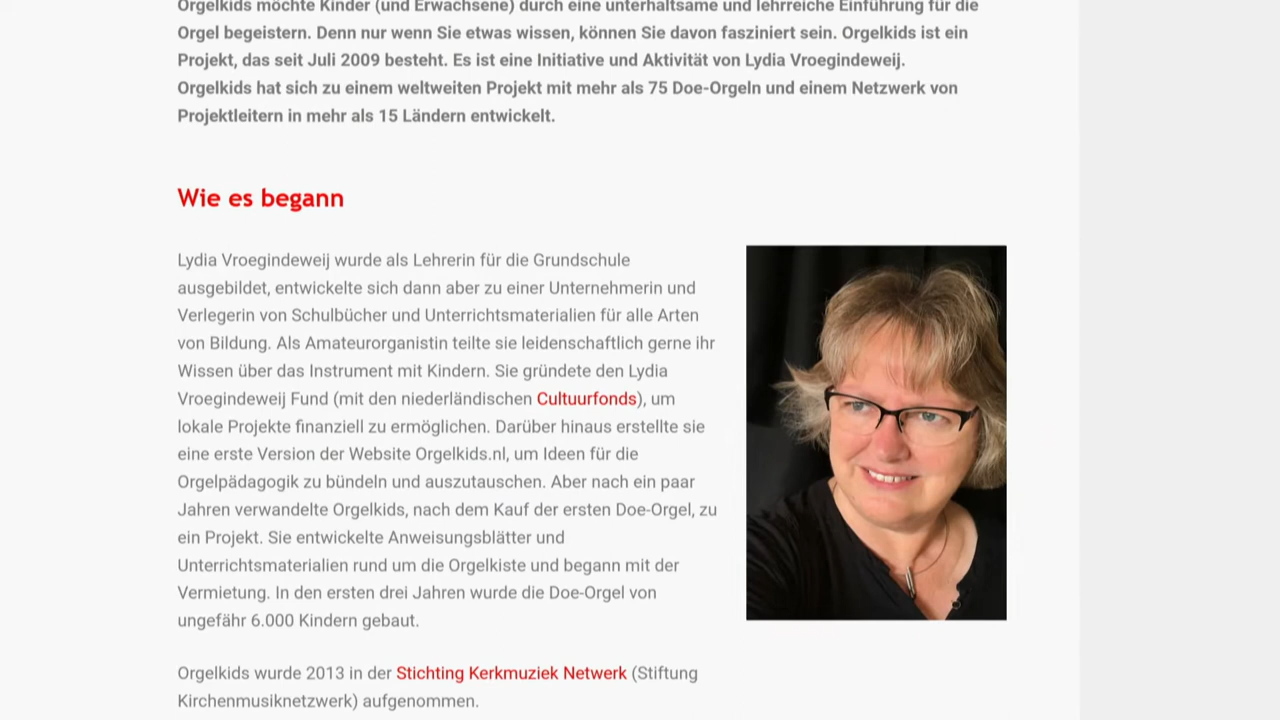 Orgelkids möchte Kinder (und Erwachsene) durch eine unterhaltsame und lehrreiche Einführung für die
Orgel begeistern. Denn nur wenn Sie etwas wissen, können Sie davon fasziniert sein. Orgelkids ist ein
Projekt, das seit Juli 2009 besteht. Es ist eine Initiative und Aktivität von Lydia Vroegindeweij.
Orgelkids hat sich zu einem weltweiten Projekt mit mehr als 75 Doe-Orgeln und einem Netzwerk von
Projektleitern in mehr als 15 Ländern entwickelt.
Wie es begann
Lydia Vroegindeweij wurde als Lehrerin für die Grundschule
ausgebildet, entwickelte sich dann aber zu einer Unternehmerin und
Verlegerin von Schulbücher und Unterrichtsmaterialien für alle Arten
von Bildung. Als Amateurorganistin teilte sie leidenschaftlich gerne ihr
Wissen über das Instrument mit Kindern. Sie gründete den Lydia
Vroegindeweij Fund (mit den niederländischen Cultuurfonds), um
lokale Projekte finanziell zu ermöglichen. Darüber hinaus erstellte sie
eine erste Version der Website Orgelkids.nl, um Ideen für die
Orgelpädagogik zu bündeln und auszutauschen. Aber nach ein paar
Jahren verwandelte Orgelkids, nach dem Kauf der ersten Doe-Orgel, zu
ein Projekt. Sie entwickelte Anweisungsblätter und
Unterrichtsmaterialien rund um die Orgelkiste und begann mit der
Vermietung. In den ersten drei Jahren wurde die Doe-Orgel von
ungefähr 6.000 Kindern gebaut.
Orgelkids wurde 2013 in der Stichting Kerkmuziek Netwerk (Stiftung
Kirchenmusiknetzwerk) aufgenommen.